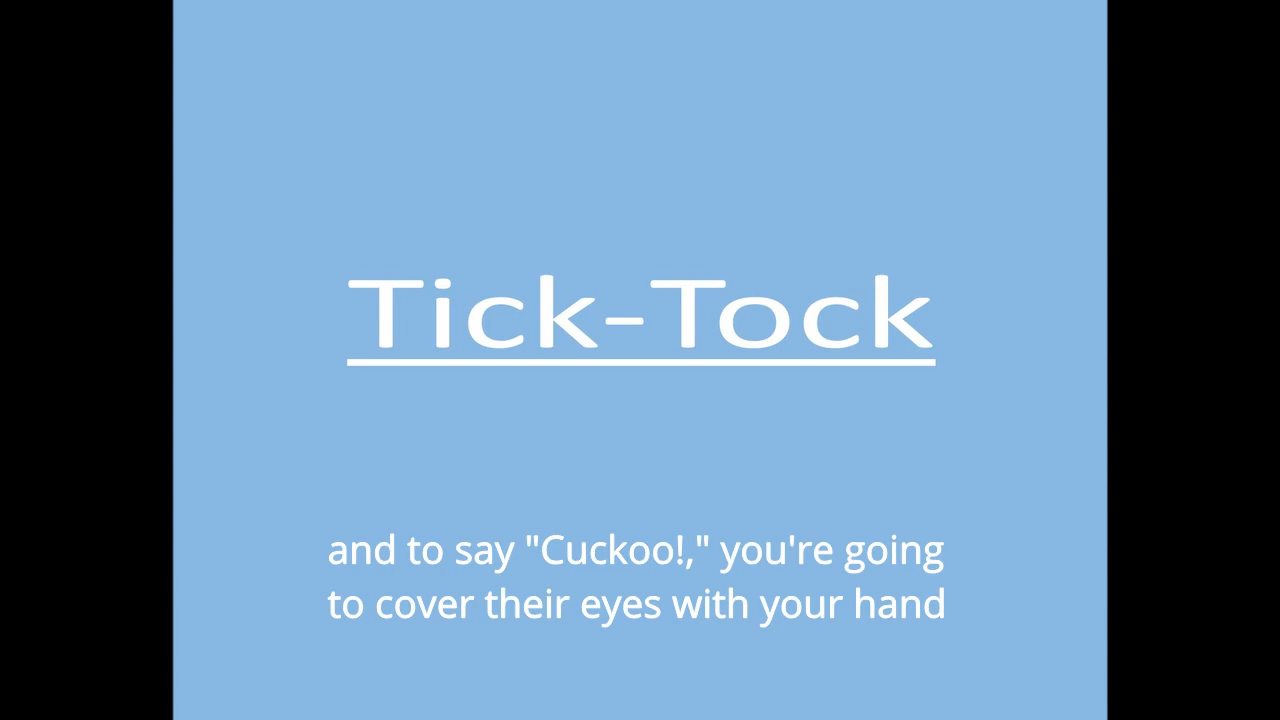 Tick-Tock
and to say "Cuckoo!," you're going
to cover their eyes with your hand